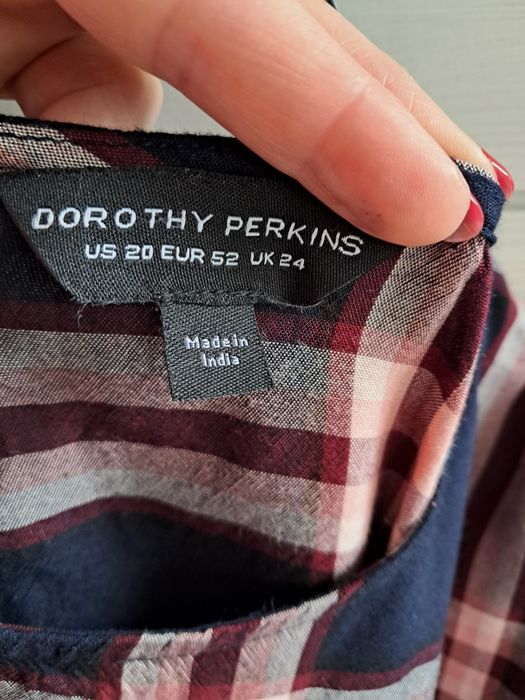 DOROTHY PERKINS
US 20 EUR 52 UK 24
Made in
India